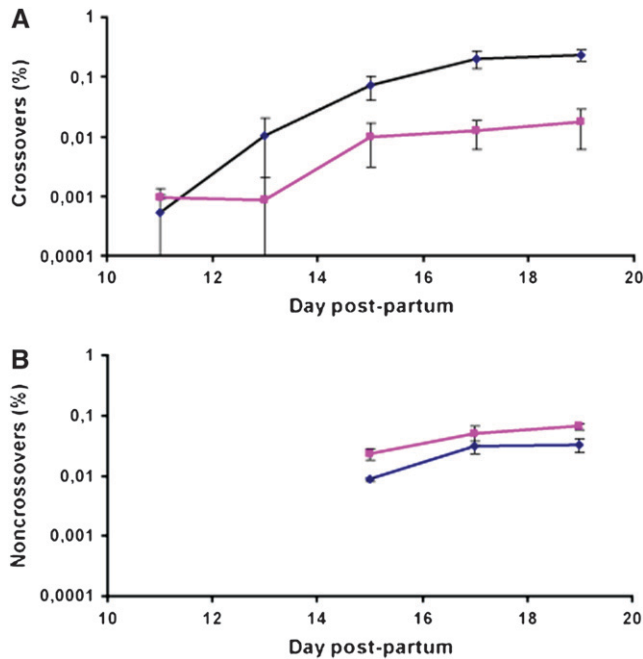 A
Crossovers (%)
1
0,1
0,01
0,001
0,0001
10 12 14 16 18 20
Day post-partum
B
Noncrossovers (%)
1
0,1
0,01
0,001
0,0001
10 12 14 16 18 20
Day post-partum